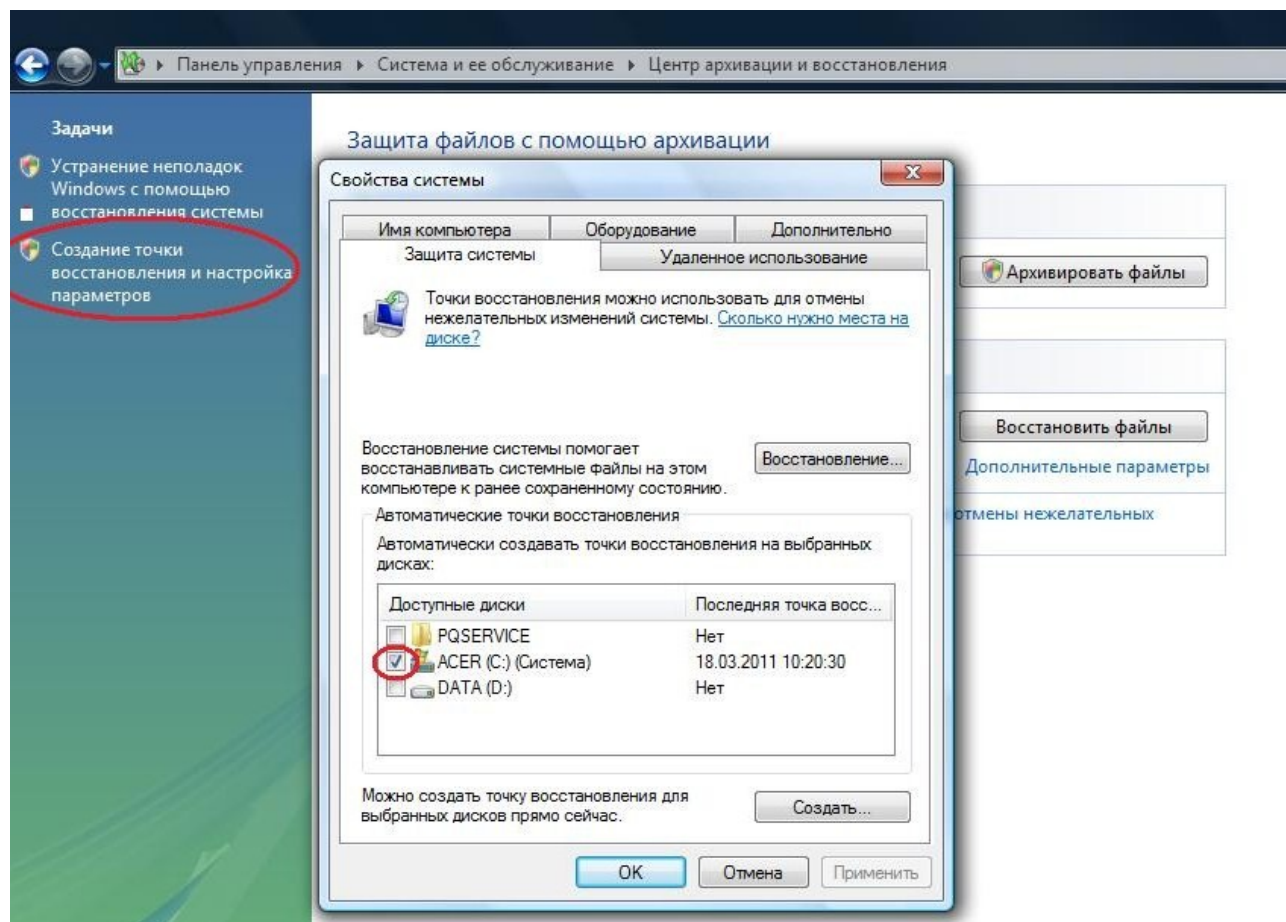 Панель управления ▸ Система и ее обслуживание ▸ Центр архивации и восстановления
Задачи
Устранение неполадок
Windows с помощью
восстановления системы
Создание точки
восстановления и настройка
параметров
Защита файлов с помощью архивации
Свойства системы
Имя компьютера
Оборудование
Дополнительно
Защита системы
Удаленное использование
Точки восстановления можно использовать для отмены
нежелательных изменений системы. Сколько нужно места на
диске?
Восстановление системы помогает
восстанавливать системные файлы на этом
компьютере к ранее сохраненному состоянию.
Восстановление...
Автоматические точки восстановления
Автоматически создавать точки восстановления на выбранных
дисках:
Доступные диски Последняя точка восс...
PQSERVICE Нет
ACER (C:) (Система) 18.03.2011 10:20:30
DATA (D:) Нет
Можно создать точку восстановления для
выбранных дисков прямо сейчас.
Создать...
OK
Отмена
Применить
Архивировать файлы
Восстановить файлы
Дополнительные параметры
отмены нежелательных